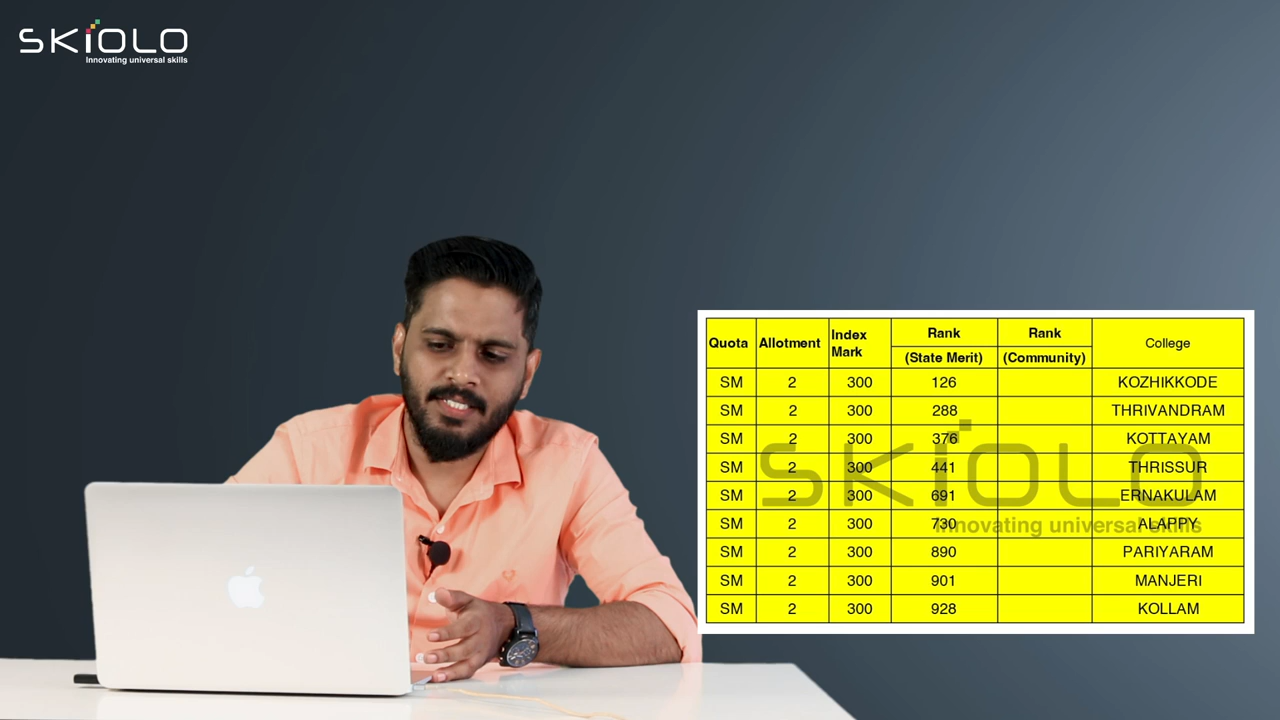 SKIOLO
Innovating universal skills
Quota Allotment Index Mark Rank (State Merit) Rank (Community) College
SM 2 300 126 KOZHIKKODE
SM 2 300 288 THRIVANDRAM
SM 2 300 376 KOTTAYAM
SM 2 300 441 THRISSUR
SM 2 300 691 ERNAKULAM
SM 2 300 730 ALAPPY
SM 2 300 890 PARIYARAM
SM 2 300 901 MANJERI
SM 2 300 928 KOLLAM
SKIOLO
Innovating universal skills